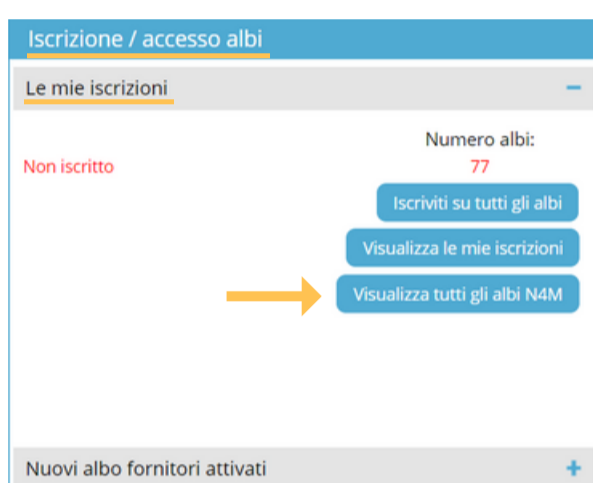 Iscrizione / accesso albi
Le mie iscrizioni
Numero albi:
Non iscritto
77
Iscriviti su tutti gli albi
Visualizza le mie iscrizioni
Visualizza tutti gli albi N4M
Nuovi albo fornitori attivati